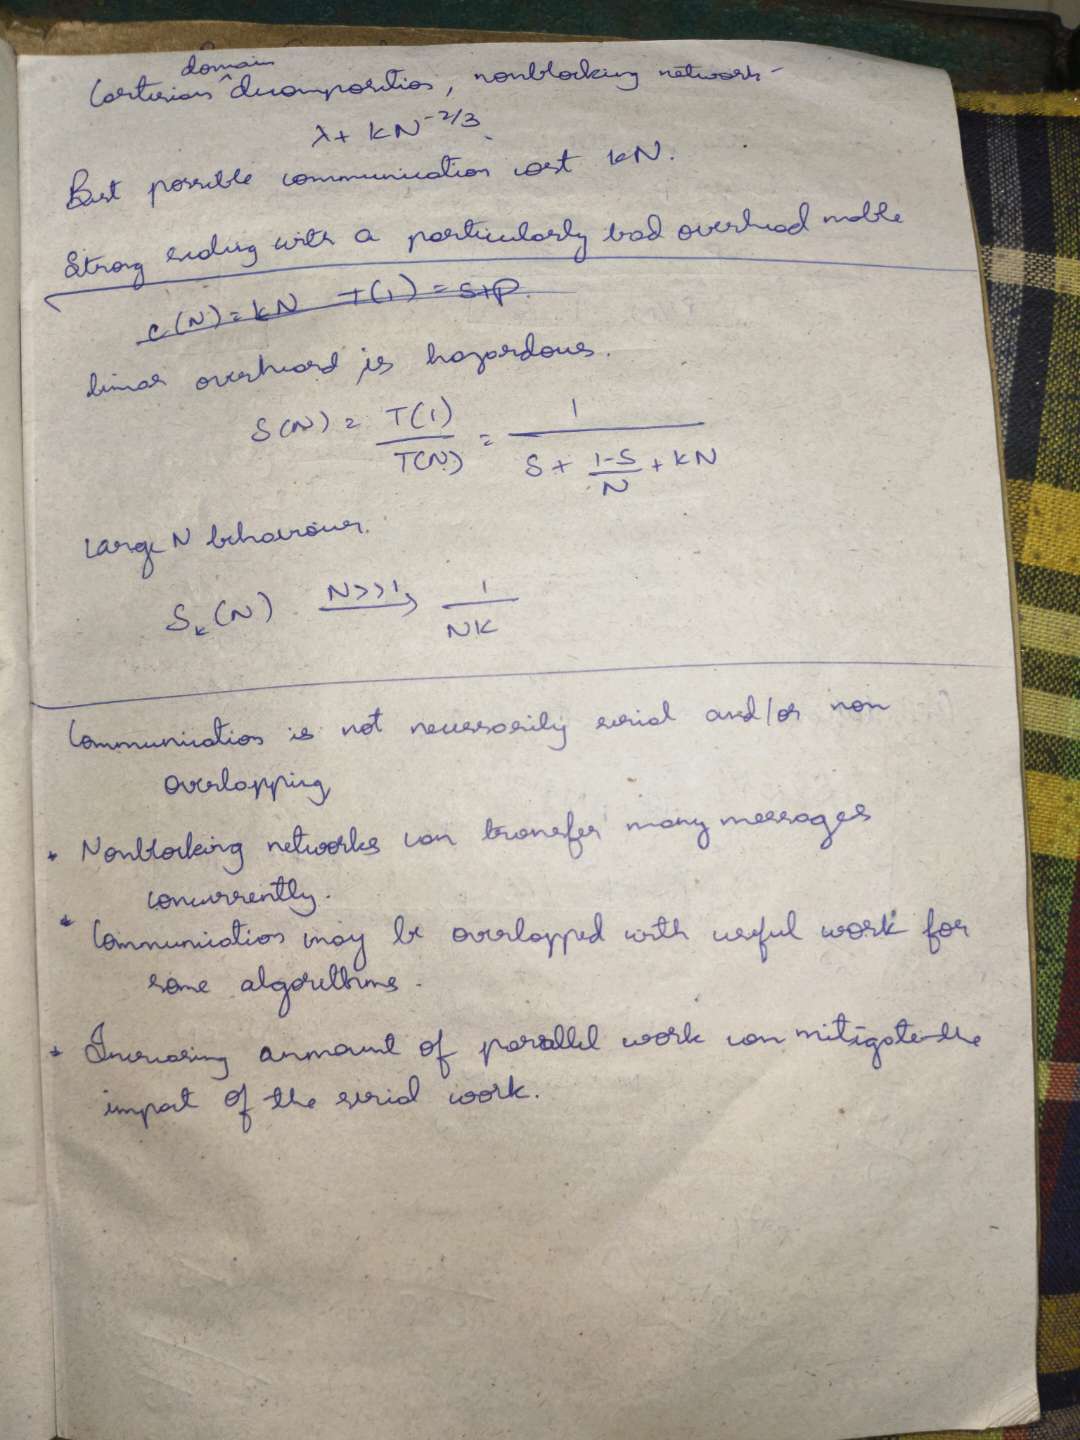 Cartesian ^domain decomposition, nonblocking network -
λ + kN^-2/3.
Best possible communication cost kN.
Strong scaling with a particularly bad overhead moble
c(N) = kN T(1) = s+p.
Linear overheard is hazardous.
S(N) = T(1)/T(N) = 1/(S + (1-S)/N + kN)
Large N behaviour.
S_k(N) N>>1 → 1/NK
Communication is not necessarily serial and/or non
overlapping
* Nonblocking networks can transfer many messages
concurrently.
* Communication may be overlapped with useful work for
some algorithms.
* Increasing anmount of parallel work can mitigate the
impact of the serial work.